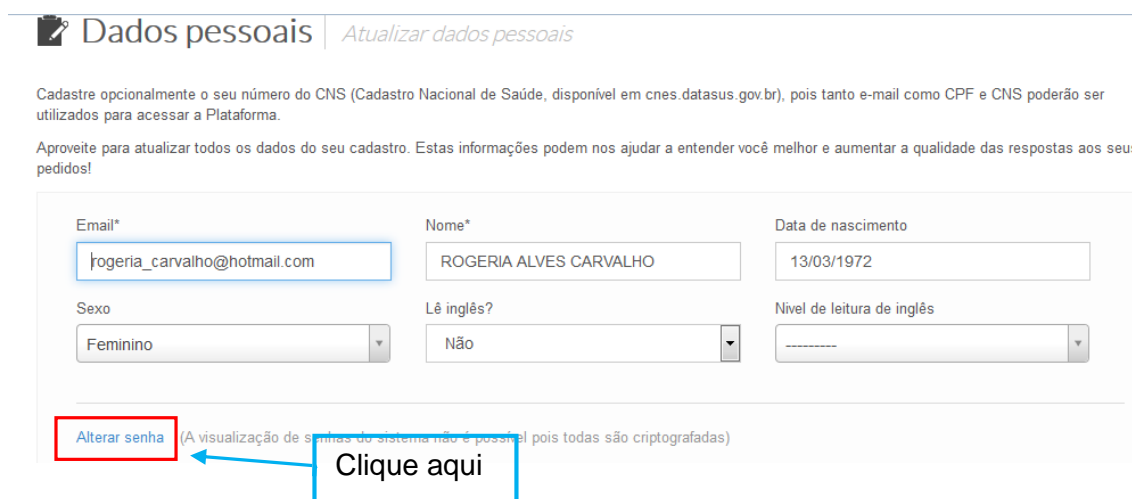 Dados pessoais Atualizar dados pessoais
Cadastre opcionalmente o seu número do CNS (Cadastro Nacional de Saúde, disponível em cnes.datasus.gov.br), pois tanto e-mail como CPF e CNS poderão ser
utilizados para acessar a Plataforma.
Aproveite para atualizar todos os dados do seu cadastro. Estas informações podem nos ajudar a entender você melhor e aumentar a qualidade das respostas aos seus
pedidos!
Email* Nome* Data de nascimento
rogeria_carvalho@hotmail.com ROGERIA ALVES CARVALHO 13/03/1972
Sexo Lê inglês? Nivel de leitura de inglês
Feminino Não ---------
Alterar senha (A visualização de senhas do sistema não é possível pois todas são criptografadas)
Clique aqui